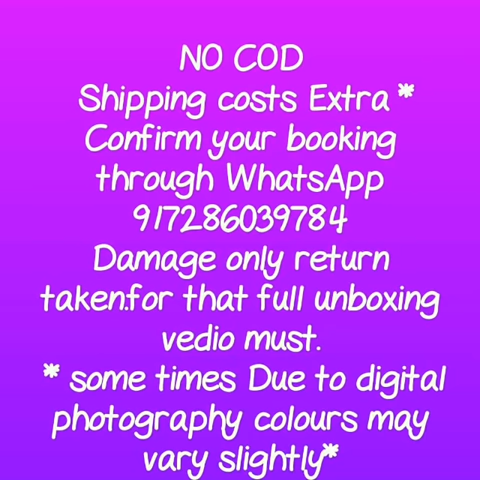 NO COD
Shipping costs Extra *
Confirm your booking
through WhatsApp
917286039784
Damage only return
taken.for that full unboxing
vedio must.
* some times Due to digital
photography colours may
vary slightly*